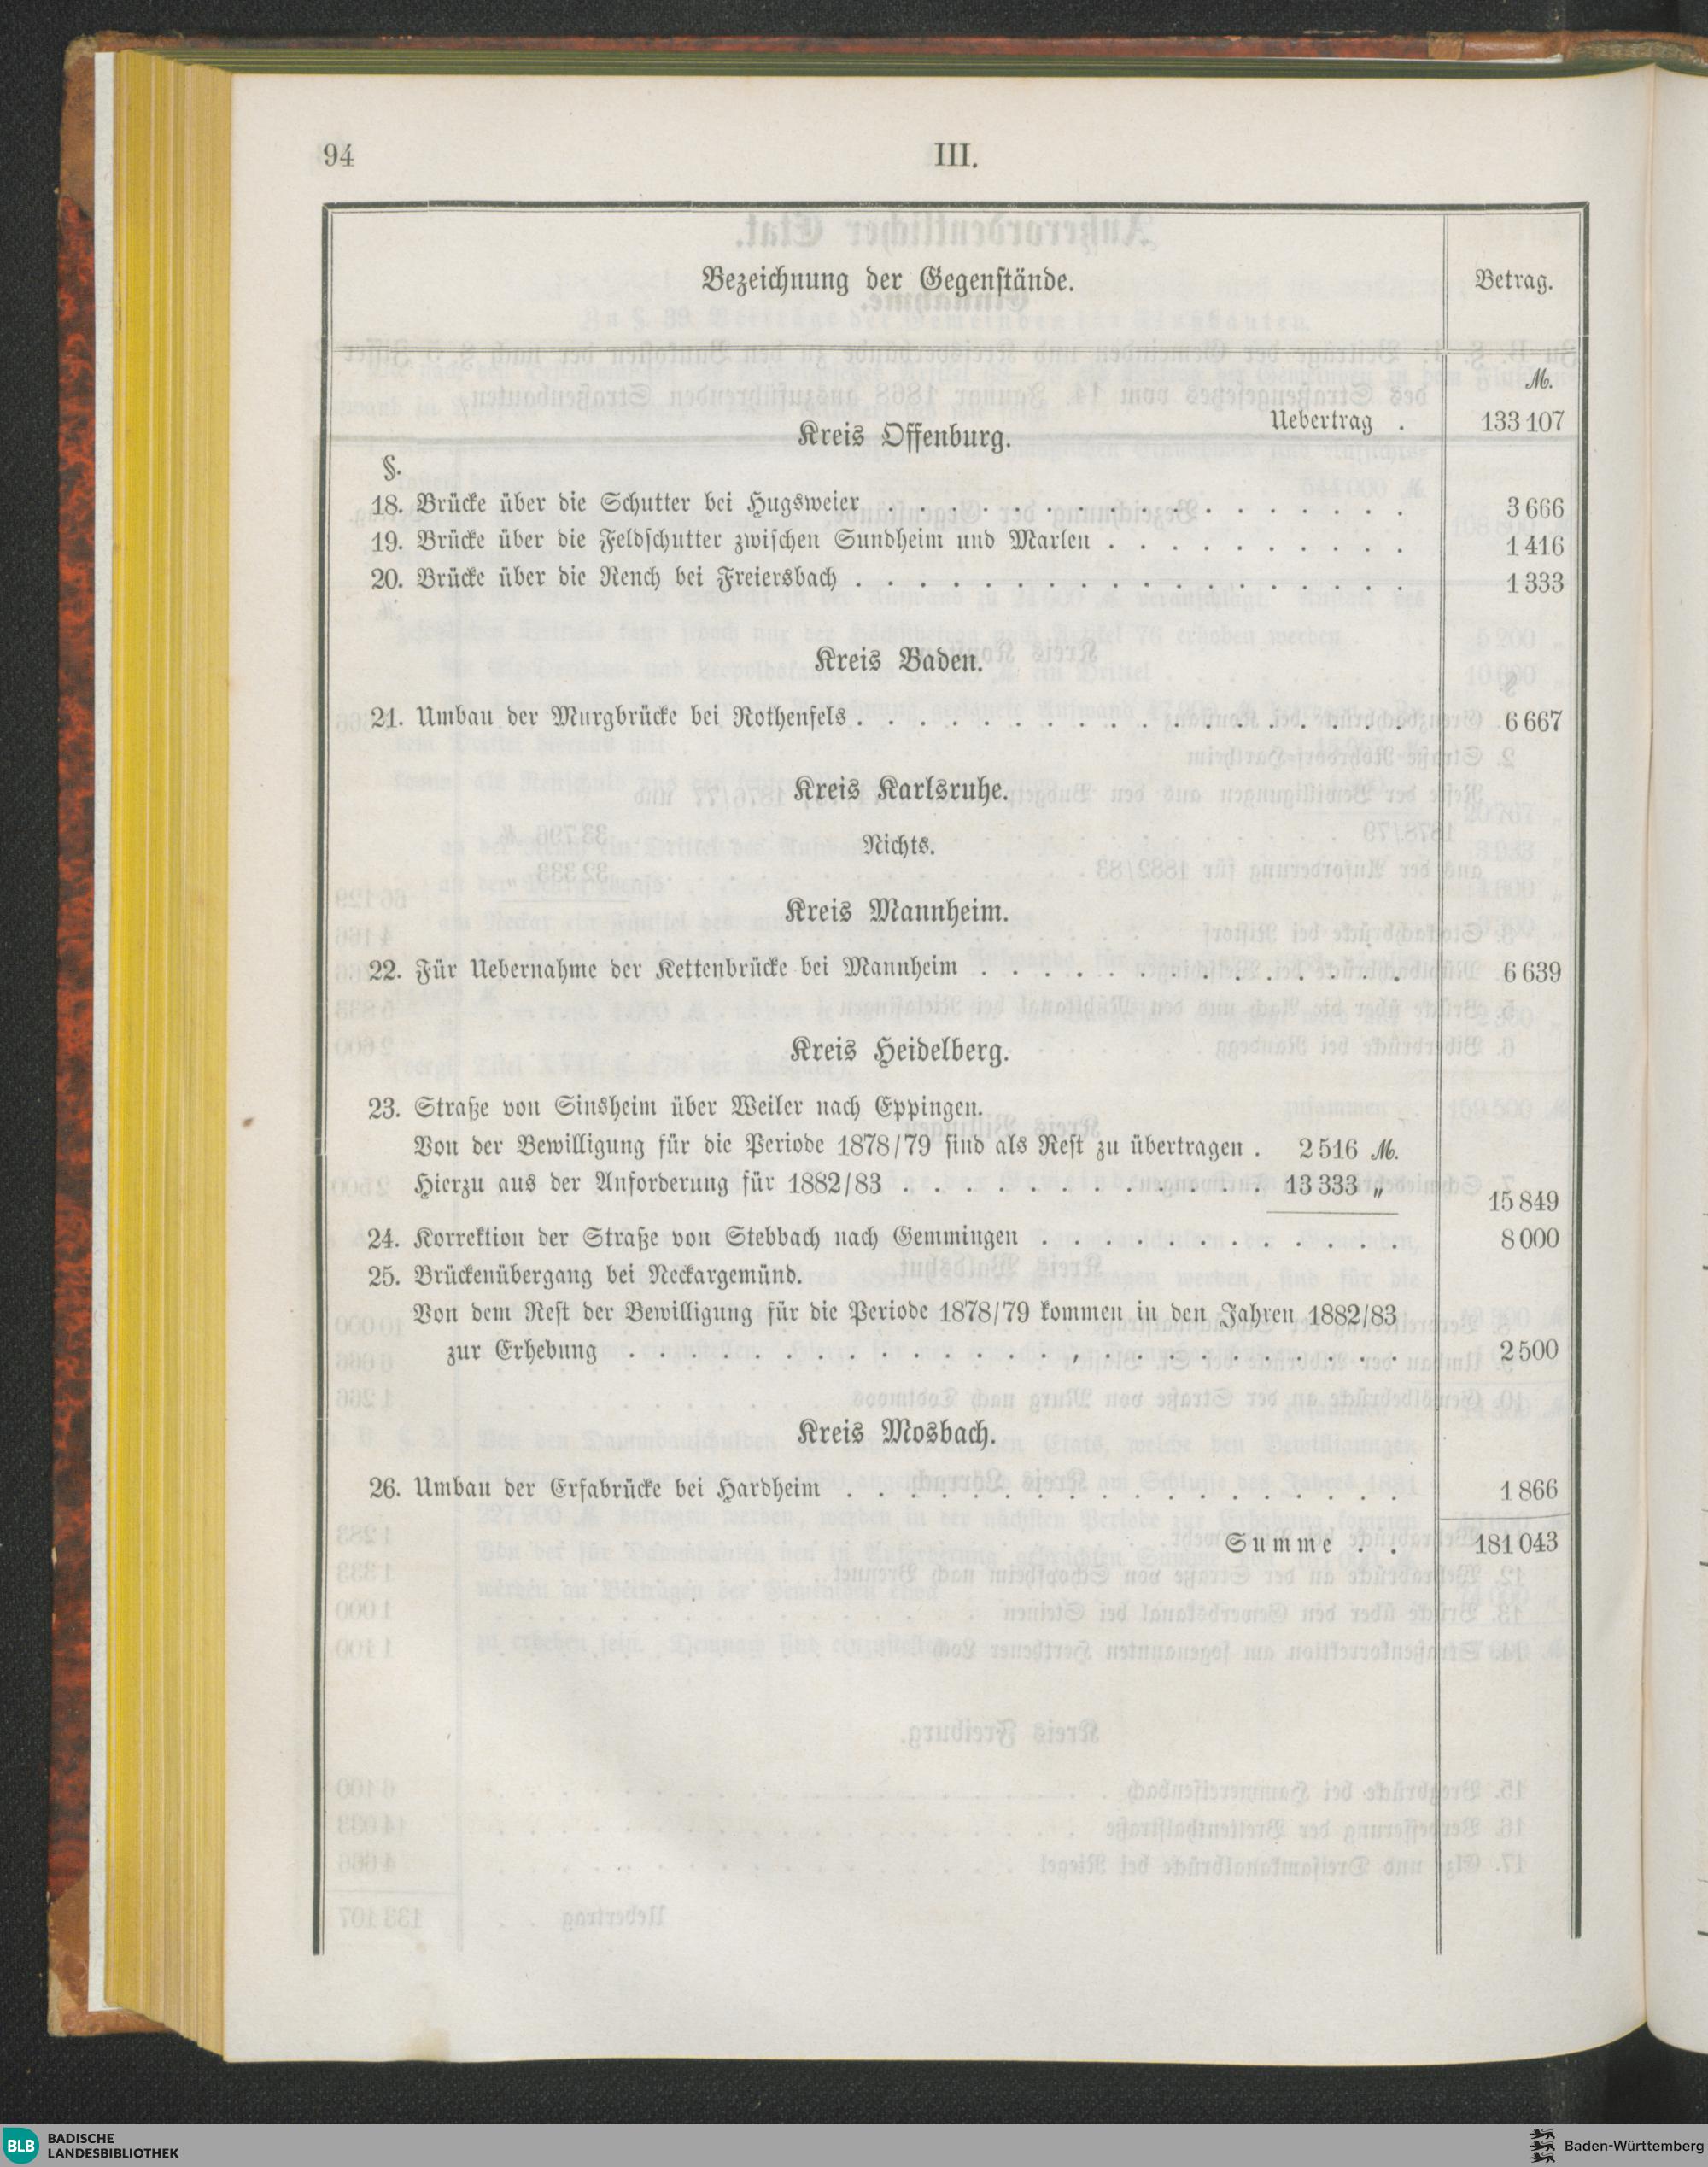 94
III.
Bezeichnung der Gegenstände.
Betrag.
ℳ.
Uebertrag .
133 107
Kreis Offenburg.
§.
18. Brücke über die Schutter bei Hugsweier . . . . . . . . . . . . . . . . . 3 666
19. Brücke über die Feldschutter zwischen Sundheim und Marlen . . . . . . . . . . 1 416
20. Brücke über die Rench bei Freiersbach . . . . . . . . . . . . . . . . . . 1 333
Kreis Baden.
21. Umbau der Murgbrücke bei Rothenfels . . . . . . . . . . . . . . . . . . 6 667
Kreis Karlsruhe.
Nichts.
Kreis Mannheim.
22. Für Uebernahme der Kettenbrücke bei Mannheim . . . . . . . . . . . . . . 6 639
Kreis Heidelberg.
23. Straße von Sinsheim über Weiler nach Eppingen.
Von der Bewilligung für die Periode 1878/79 sind als Rest zu übertragen . 2 516 ℳ.
Hierzu aus der Anforderung für 1882/83 . . . . . . . . . . . . 13 333 „
15 849
24. Korrektion der Straße von Stebbach nach Gemmingen . . . . . . . . . . . . 8 000
25. Brückenübergang bei Neckargemünd.
Von dem Rest der Bewilligung für die Periode 1878/79 kommen in den Jahren 1882/83
zur Erhebung . . . . . . . . . . . . . . . , . . . . . . . . . . 2 500
Kreis Mosbach.
26. Umbau der Erfabrücke bei Hardheim . . . . . . . . . . . . . . . . . . 1 866
Summe . . 181 043
BLB BADISCHE
LANDESBIBLIOTHEK
Baden-Württemberg